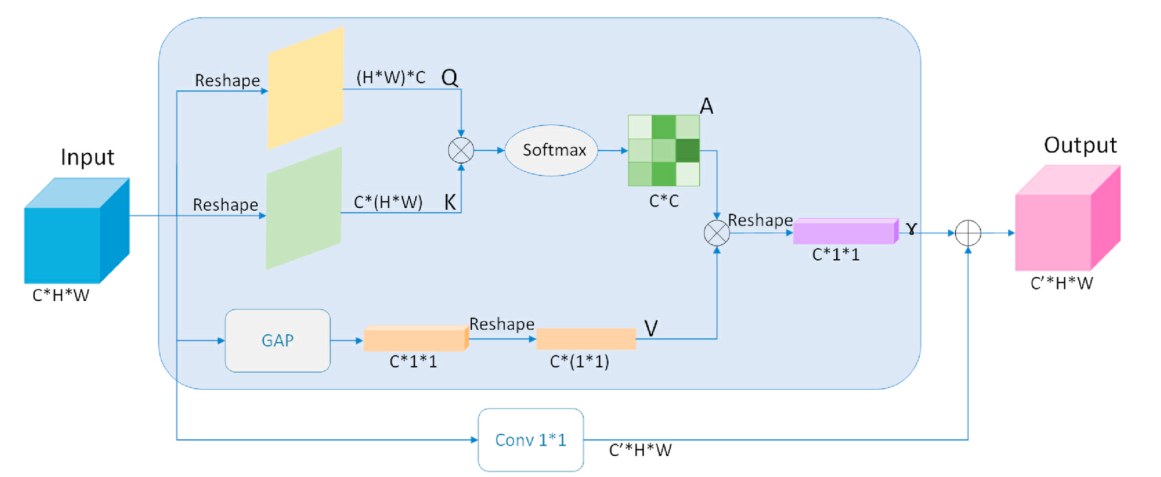 Input
C*H*W
Reshape
(H*W)*C
Q
Reshape
C*(H*W)
K
Softmax
A
C*C
GAP
C*1*1
Reshape
C*(1*1)
V
Reshape
C*1*1
ɤ
Conv 1*1
C’*H*W
Output
C’*H*W